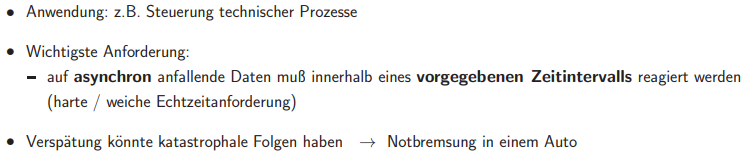 • Anwendung: z.B. Steuerung technischer Prozesse
• Wichtigste Anforderung:
– auf asynchron anfallende Daten muß innerhalb eines vorgegebenen Zeitintervalls reagiert werden
(harte / weiche Echtzeitanforderung)
• Verspätung könnte katastrophale Folgen haben → Notbremsung in einem Auto